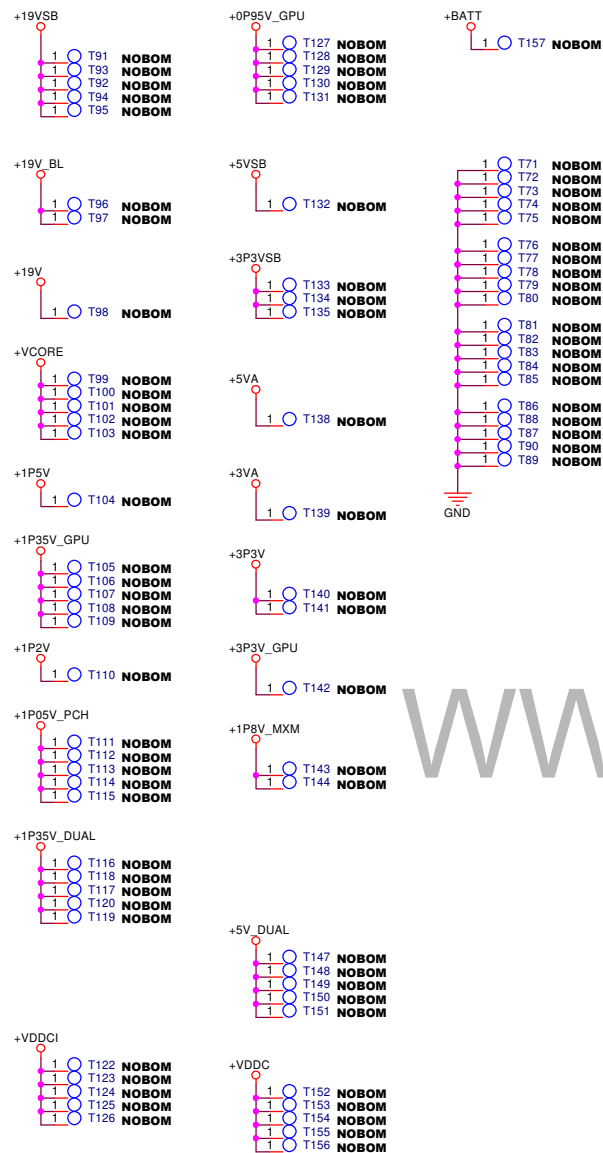 +19VSB
1 T91 NOBOM
1 T93 NOBOM
1 T92 NOBOM
1 T94 NOBOM
1 T95 NOBOM
+19V_BL
1 T96 NOBOM
1 T97 NOBOM
+19V
1 T98 NOBOM
+VCORE
1 T99 NOBOM
1 T100 NOBOM
1 T101 NOBOM
1 T102 NOBOM
1 T103 NOBOM
+1P5V
1 T104 NOBOM
+1P35V_GPU
1 T105 NOBOM
1 T106 NOBOM
1 T107 NOBOM
1 T108 NOBOM
1 T109 NOBOM
+1P2V
1 T110 NOBOM
+1P05V_PCH
1 T111 NOBOM
1 T112 NOBOM
1 T113 NOBOM
1 T114 NOBOM
1 T115 NOBOM
+1P35V_DUAL
1 T116 NOBOM
1 T118 NOBOM
1 T117 NOBOM
1 T120 NOBOM
1 T119 NOBOM
+VDDCI
1 T122 NOBOM
1 T123 NOBOM
1 T124 NOBOM
1 T125 NOBOM
1 T126 NOBOM
+0P95V_GPU
1 T127 NOBOM
1 T128 NOBOM
1 T129 NOBOM
1 T130 NOBOM
1 T131 NOBOM
+5VSB
1 T132 NOBOM
+3P3VSB
1 T133 NOBOM
1 T134 NOBOM
1 T135 NOBOM
+5VA
1 T138 NOBOM
+3VA
1 T139 NOBOM
+3P3V
1 T140 NOBOM
1 T141 NOBOM
+3P3V_GPU
1 T142 NOBOM
+1P8V_MXM
1 T143 NOBOM
1 T144 NOBOM
+5V_DUAL
1 T147 NOBOM
1 T148 NOBOM
1 T149 NOBOM
1 T150 NOBOM
1 T151 NOBOM
+VDDC
1 T152 NOBOM
1 T153 NOBOM
1 T154 NOBOM
1 T155 NOBOM
1 T156 NOBOM
+BATT
1 T157 NOBOM
1 T71 NOBOM
1 T72 NOBOM
1 T73 NOBOM
1 T74 NOBOM
1 T75 NOBOM
1 T76 NOBOM
1 T77 NOBOM
1 T78 NOBOM
1 T79 NOBOM
1 T80 NOBOM
1 T81 NOBOM
1 T82 NOBOM
1 T83 NOBOM
1 T84 NOBOM
1 T85 NOBOM
1 T86 NOBOM
1 T88 NOBOM
1 T87 NOBOM
1 T90 NOBOM
1 T89 NOBOM
GND